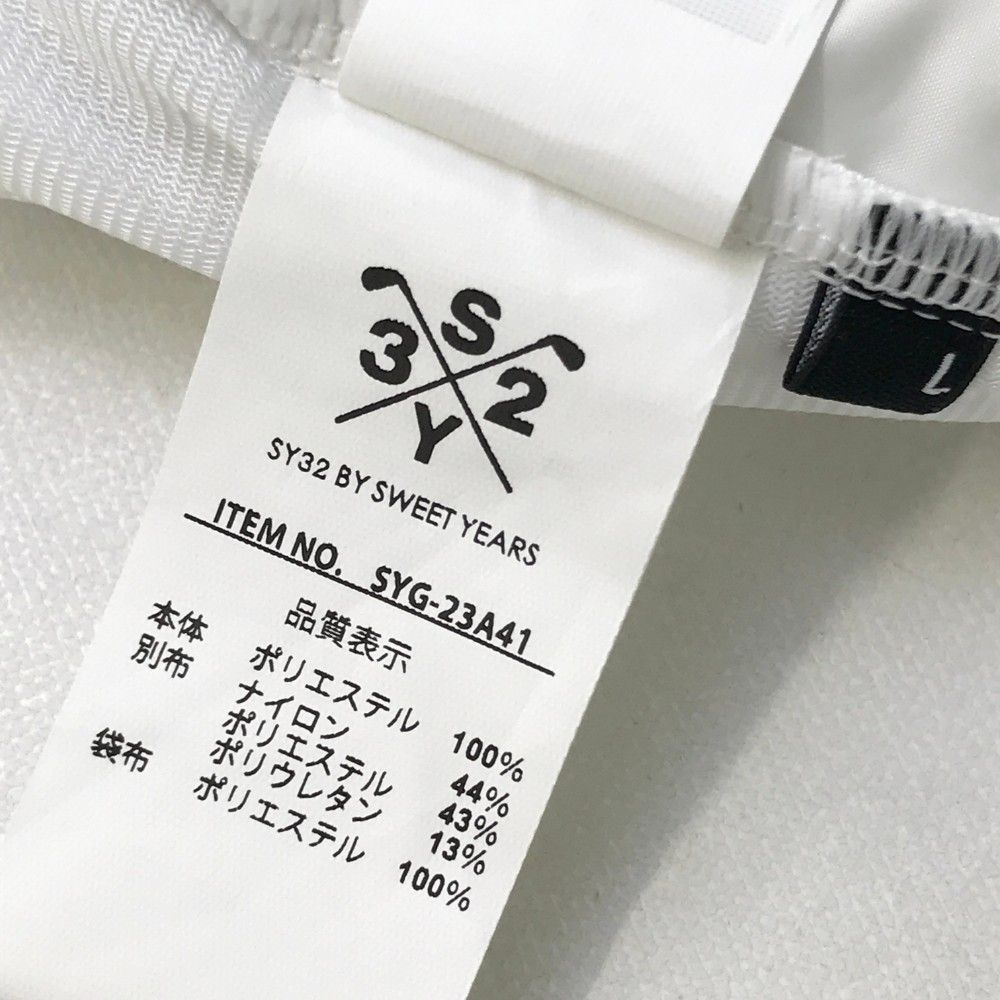 S
3 2
Y
SY32 BY SWEET YEARS
ITEM NO. SYG-23A41
品質表示
本体 ポリエステル 100%
別布 ナイロン 44%
ポリエステル 43%
ポリウレタン 13%
袋布 ポリエステル 100%
L